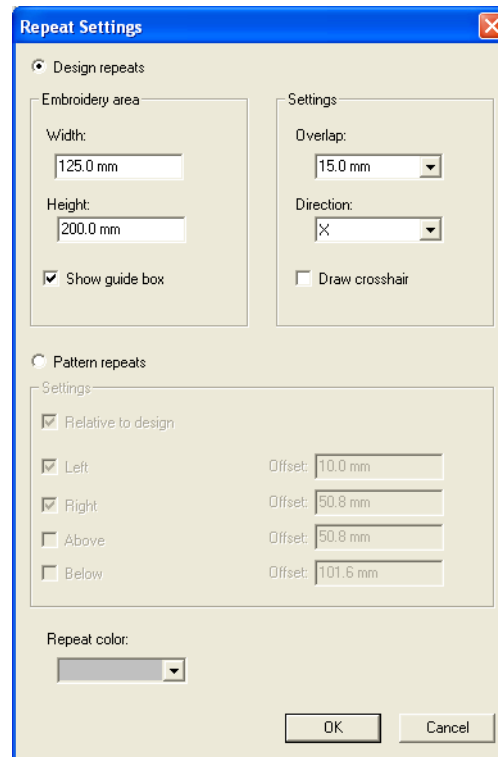 Repeat Settings
Design repeats
Embroidery area
Width:
125.0 mm
Height:
200.0 mm
Show guide box
Settings
Overlap:
15.0 mm
Direction:
X
Draw crosshair
Pattern repeats
Settings
Relative to design
Left Offset: 10.0 mm
Right Offset: 50.8 mm
Above Offset: 50.8 mm
Below Offset: 101.6 mm
Repeat color:
OK Cancel